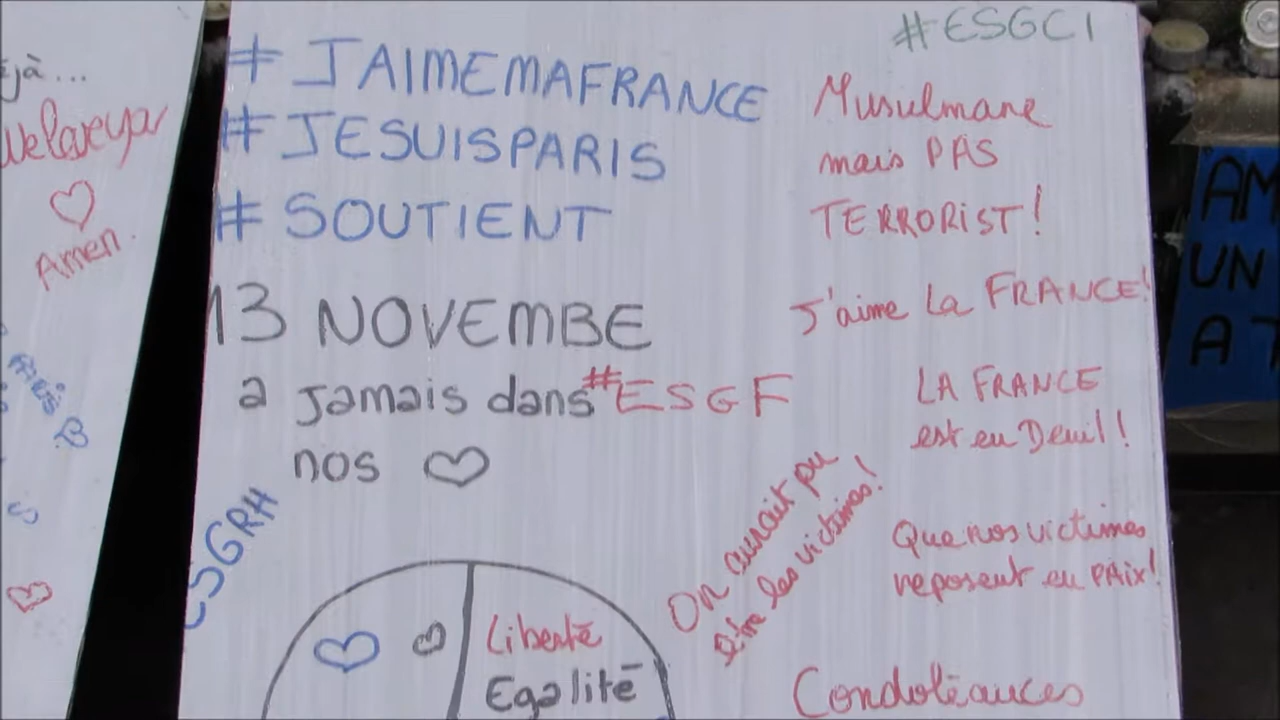 éjà...
Amen.
PARIS
# JAIMEMAFRANCE
# JESUISPARIS
# SOUTIENT
13 NOVEMBE
a jamais dans #ESGF
nos
ESGRH
Liberté
Egalité
#ESGCI
Musulmane
mais PAS
TERRORIST!
J'aime la FRANCE!
LA FRANCE
est en Deuil!
On aurait pu
être les victimes!
Que nos victimes
reposent en PAix!
Condoléances
AM
UN
A T